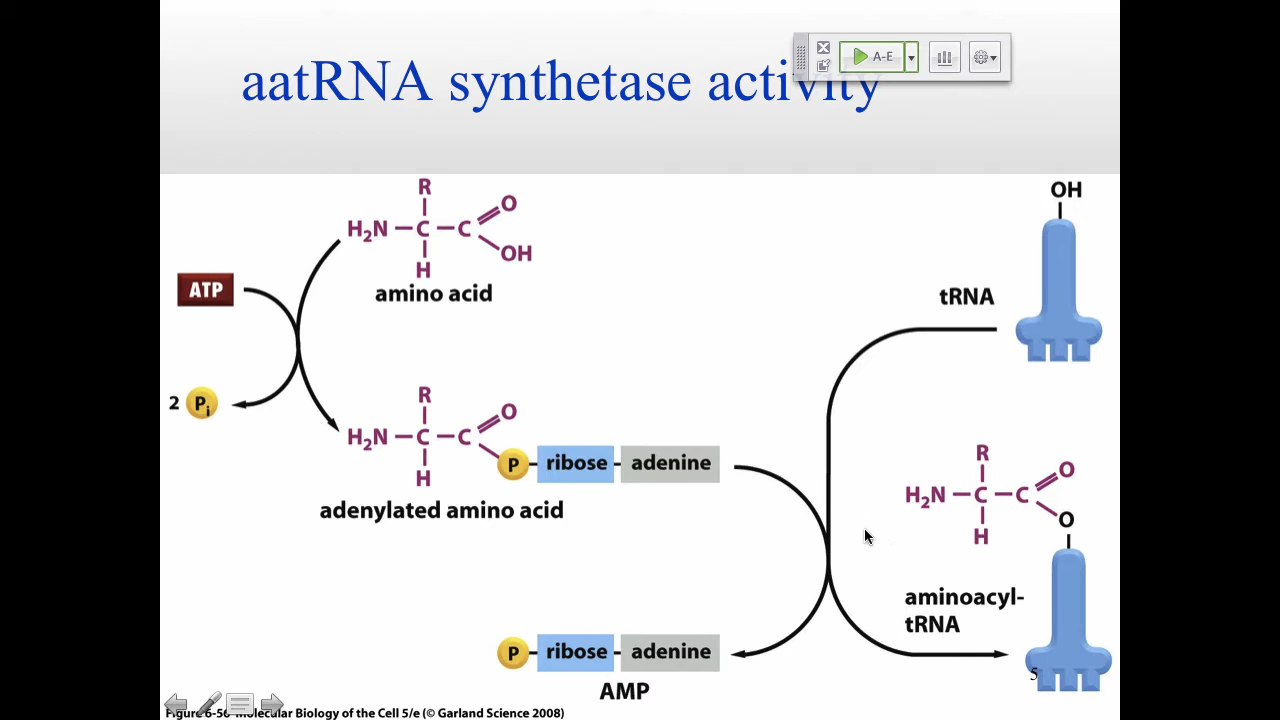 aatRNA synthetase activity
A-E
R
H₂N
C
C
O
OH
H
amino acid
ATP
2 Pi
OH
tRNA
R
H₂N
C
C
O
H
P
ribose
adenine
adenylated amino acid
R
H₂N
C
C
O
O
H
aminoacyl-
tRNA
P
ribose
adenine
AMP
5
Molecular Biology of the Cell 5/e (© Garland Science 2008)